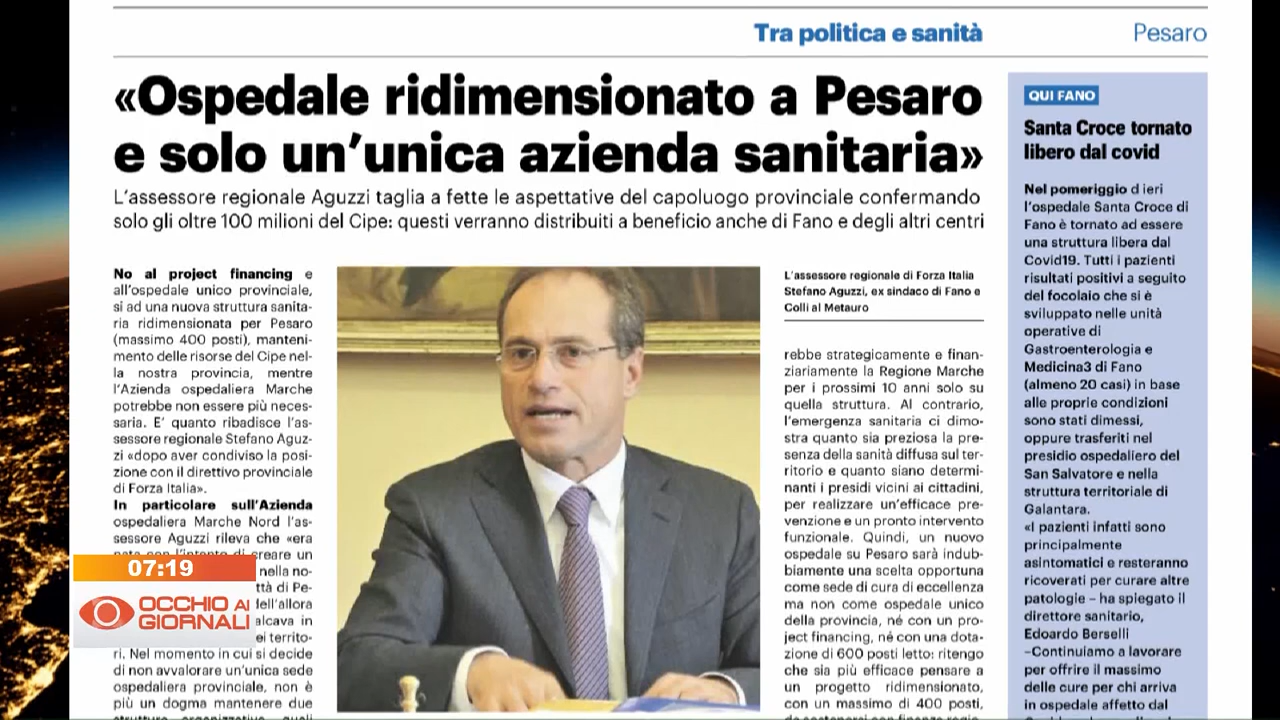 Tra politica e sanità
Pesaro
«Ospedale ridimensionato a Pesaro
e solo un'unica azienda sanitaria»
L'assessore regionale Aguzzi taglia a fette le aspettative del capoluogo provinciale confermando
solo gli oltre 100 milioni del Cipe: questi verranno distribuiti a beneficio anche di Fano e degli altri centri
No al project financing e
all'ospedale unico provinciale,
si ad una nuova struttura sanita-
ria ridimensionata per Pesaro
(massimo 400 posti), manteni-
mento delle risorse del Cipe nel-
la nostra provincia, mentre
l'Azienda ospedaliera Marche
potrebbe non essere più neces-
saria. E' quanto ribadisce l'as-
sessore regionale Stefano Aguz-
zi «dopo aver condiviso la posi-
zione con il direttivo provinciale
di Forza Italia».
In particolare sull'Azienda
ospedaliera Marche Nord l'as-
sessore Aguzzi rileva che «era
nata con l'intento di creare un
nella no-
ttà di Pe-
dell'allora
alcava in
ei territo-
ri. Nel momento in cui si decide
di non avvalorare un'unica sede
ospedaliera provinciale, non è
più un dogma mantenere due
strutture organizzative, quali
L'assessore regionale di Forza Italia
Stefano Aguzzi, ex sindaco di Fano e
Colli al Metauro
rebbe strategicamente e finan-
ziariamente la Regione Marche
per i prossimi 10 anni solo su
quella struttura. Al contrario,
l'emergenza sanitaria ci dimo-
stra quanto sia preziosa la pre-
senza della sanità diffusa sul ter-
ritorio e quanto siano determi-
nanti i presidi vicini ai cittadini,
per realizzare un'efficace pre-
venzione e un pronto intervento
funzionale. Quindi, un nuovo
ospedale su Pesaro sarà indub-
biamente una scelta opportuna
come sede di cura di eccellenza
ma non come ospedale unico
della provincia, né con un pro-
ject financing, né con una dota-
zione di 600 posti letto: ritengo
che sia più efficace pensare a
un progetto ridimensionato,
con un massimo di 400 posti,
QUI FANO
Santa Croce tornato
libero dal covid
Nel pomeriggio d ieri
l'ospedale Santa Croce di
Fano è tornato ad essere
una struttura libera dal
Covid19. Tutti i pazienti
risultati positivi a seguito
del focolaio che si è
sviluppato nelle unità
operative di
Gastroenterologia e
Medicina3 di Fano
(almeno 20 casi) in base
alle proprie condizioni
sono stati dimessi,
oppure trasferiti nel
presidio ospedaliero del
San Salvatore e nella
struttura territoriale di
Galantara.
«I pazienti infatti sono
principalmente
asintomatici e resteranno
ricoverati per curare altre
patologie – ha spiegato il
direttore sanitario,
Edoardo Berselli
–Continuiamo a lavorare
per offrire il massimo
delle cure per chi arriva
in ospedale affetto dal
07:19
OCCHIO AI
GIORNALI